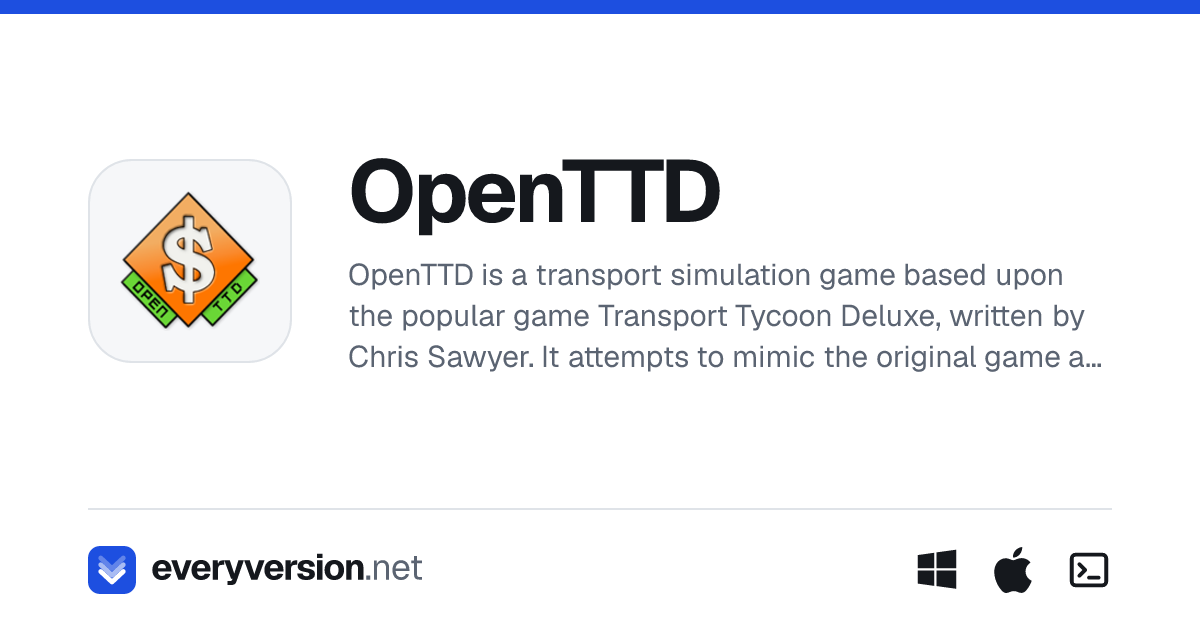 OpenTTD
OpenTTD is a transport simulation game based upon
the popular game Transport Tycoon Deluxe, written by
Chris Sawyer. It attempts to mimic the original game a...
$
OPEN
TTD
everyversion.net